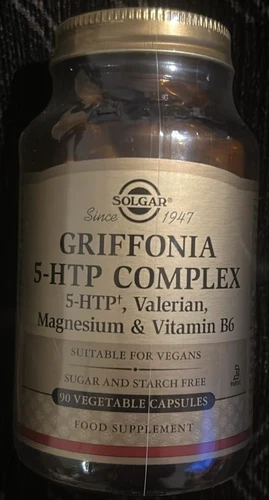 SOLGAR®
Since 1947
GRIFFONIA
5-HTP COMPLEX
5-HTP†, Valerian,
Magnesium & Vitamin B6
SUITABLE FOR VEGANS
SUGAR AND STARCH FREE
90 VEGETABLE CAPSULES
FOOD SUPPLEMENT